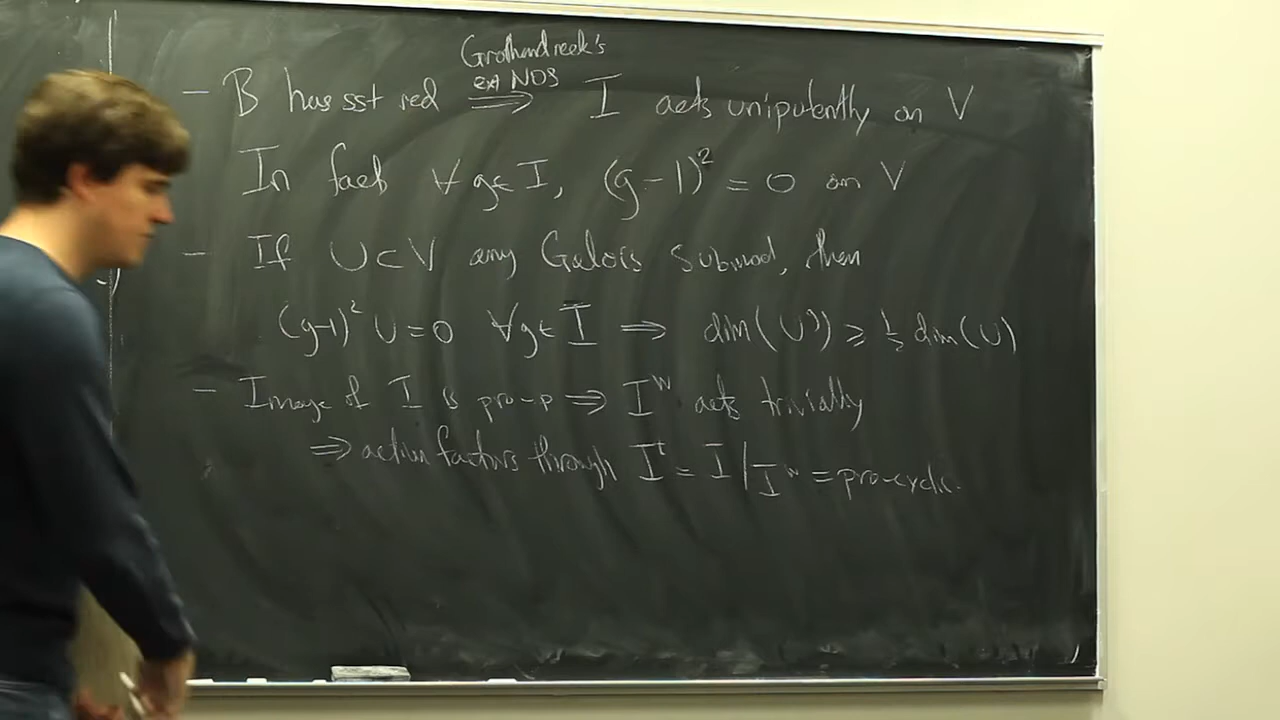 Grothendieck's
ext NOS
- B has sst red ⟹ I acts unipotently on V
In fact ∀ g∈I, (g-1)² = 0 on V
- If U⊂V any Galois submod, then
(g-1)² U = 0 ∀g∈I ⟹ dim(U^I) ≥ ½ dim(U)
- Image of I is pro-p ⟹ I^w acts trivially
⟹ action factors through I^t = I/I^w = pro-cyclic.